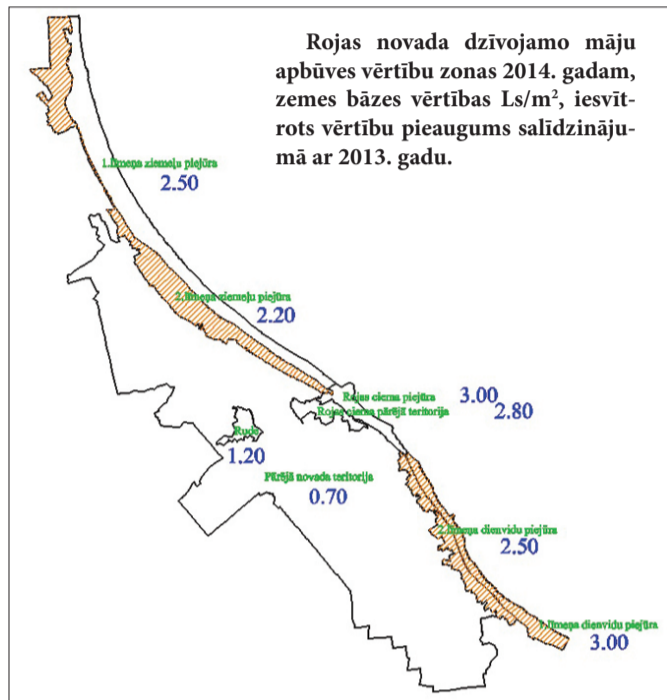 Rojas novada dzīvojamo māju
apbūves vērtību zonas 2014. gadam,
zemes bāzes vērtības Ls/m², iesvīt-
rots vērtību pieaugums salīdzināju-
mā ar 2013. gadu.
1.līmeņa ziemeļu piejūra
2.50
2.līmeņa ziemeļu piejūra
2.20
Rojas ciema piejūra
3.00
Rojas ciema pārējā teritorija
2.80
Rude
1.20
Pārējā novada teritorija
0.70
2.līmeņa dienvidu piejūra
2.50
1.līmeņa dienvidu piejūra
3.00